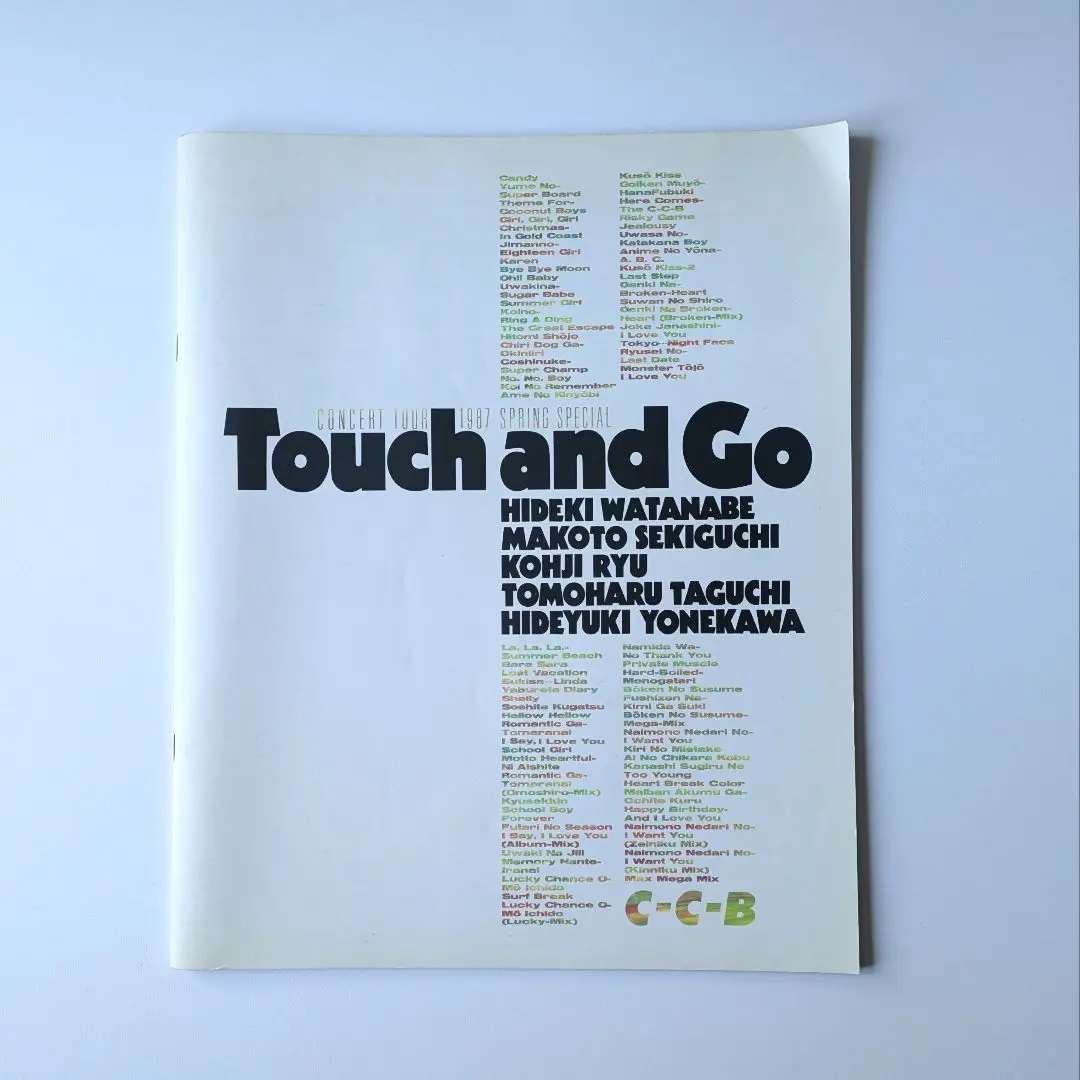 Candy
Yume No-
Super Board
Theme For-
Coconut Boys
Girl, Girl, Girl
Christmas-
In Gold Coast
Jimanno-
Eighteen Girl
Karen
Bye Bye Moon
Oh!! Baby
Uwakina-
Sugar Babe
Summer Girl
Koino-
Ring A Ding
The Great Escape
Hitomi Shōjo
Chiri Dog Ga-
Okiniiri
Coshinuke-
Super Champ
No. No. Boy
Koi No Remember
Ame No Kinyōbi
Kusō Kiss
Goiken Muyō-
HanaFubuki
Here Comes-
The C-C-B
Risky Game
Jealousy
Uwasa No-
Katakana Boy
Anime No Yōna-
A. B. C.
Kusō Kiss-2
Last Step
Genki Na-
Broken-Heart
Suwan No Shiro
Genki Na Broken-
Heart (Broken-Mix)
Joke Janashini-
I Love You
Tokyo--Night Face
Ryusei No-
Last Date
Monster Tōjō
I Love You
CONCERT TOUR 1987 SPRING SPECIAL
Touch and Go
HIDEKI WATANABE
MAKOTO SEKIGUCHI
KOHJI RYU
TOMOHARU TAGUCHI
HIDEYUKI YONEKAWA
La. La. La.-
Summer Beach
Bara Bara
Lost Vacation
Sukisa--Linda
Yabureta Diary
Shelly
Soshite Kugatsu
Hallow Hellow
Romantic Ga-
Tomaranai
I Say, I Love You
School Girl
Motto Heartful-
Ni Aishite
Romantic Ga-
Tomaranai
(Omoshiro-Mix)
Kyusekkin
School Boy
Forever
Futari No Season
I Say, I Love You
(Album-Mix)
Uwaki Na Jill
Memory Nante-
Iranai
Lucky Chance O-
Mō Ichido
Surf Break
Lucky Chance O-
Mō Ichido
(Lucky-Mix)
Namida Wa-
No Thank You
Private Muscle
Hard-Boiled-
Monogatari
Bōken No Susume
Fushizen Na-
Kimi Ga Suki
Bōken No Susume-
Mega-Mix
Naimono Nedari No-
I Want You
Kiri No Mistake
Ai No Chikara Kobu
Kanashi Sugiru No
Too Young
Heart Break Color
Maiban Akumu Ga-
Ochite Kuru
Happy Birthday-
And I Love You
Naimono Nedari No-
I Want You
(Zeiniku Mix)
Naimono Nedari No-
I Want You
(Kinniku Mix)
Max Mega Mix
C-C-B